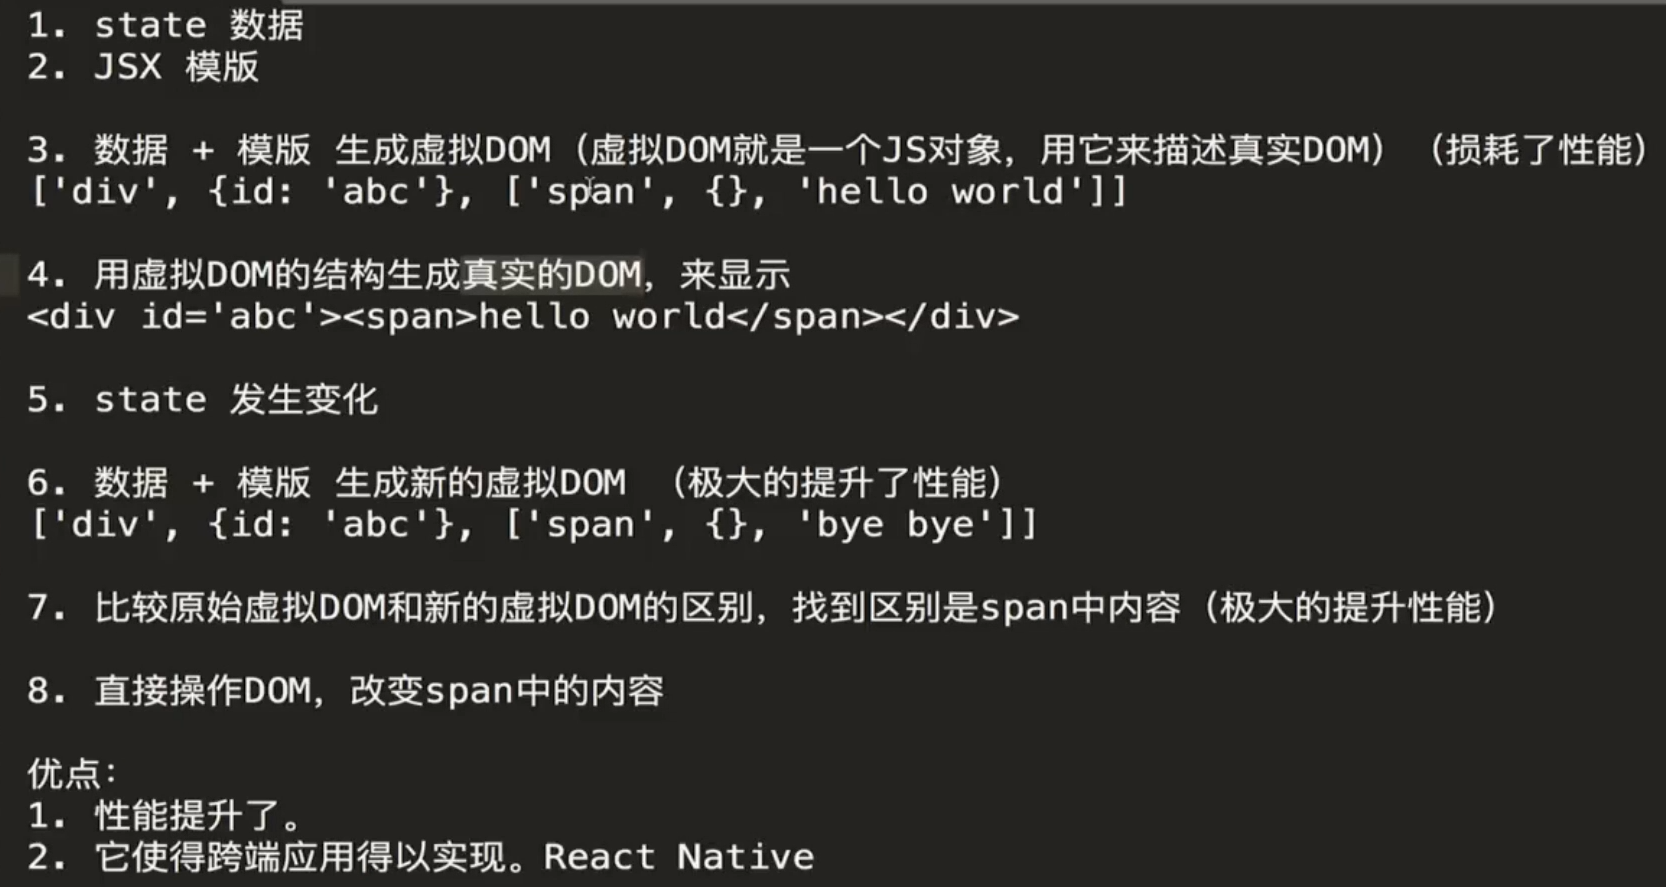 1. state 数据
2. JSX 模版
3. 数据 + 模版 生成虚拟DOM（虚拟DOM就是一个JS对象，用它来描述真实DOM）（损耗了性能）
['div', {id: 'abc'}, ['span', {}, 'hello world']]
4. 用虚拟DOM的结构生成真实的DOM，来显示
<div id='abc'><span>hello world</span></div>
5. state 发生变化
6. 数据 + 模版 生成新的虚拟DOM （极大的提升了性能）
['div', {id: 'abc'}, ['span', {}, 'bye bye']]
7. 比较原始虚拟DOM和新的虚拟DOM的区别，找到区别是span中内容（极大的提升性能）
8. 直接操作DOM，改变span中的内容
优点：
1. 性能提升了。
2. 它使得跨端应用得以实现。React Native